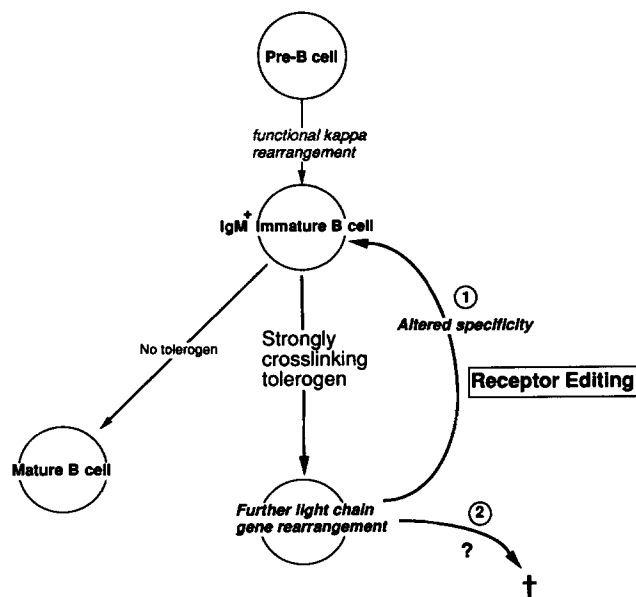 Pre-B cell
functional kappa
rearrangement
IgM+ Immature B cell
No tolerogen
Strongly
crosslinking
tolerogen
1
Altered specificity
Receptor Editing
Mature B cell
Further light chain
gene rearrangement
2
?
†